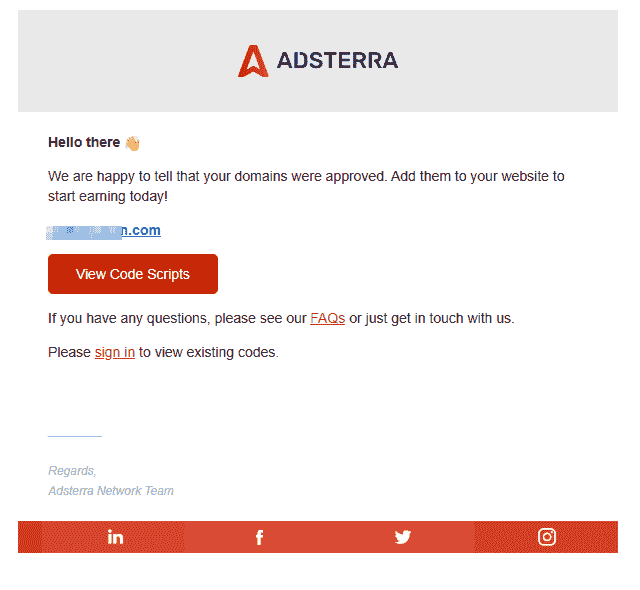 ADSTERRA
Hello there
We are happy to tell that your domains were approved. Add them to your website to
start earning today!
n.com
View Code Scripts
If you have any questions, please see our FAQs or just get in touch with us.
Please sign in to view existing codes.
Regards,
Adsterra Network Team